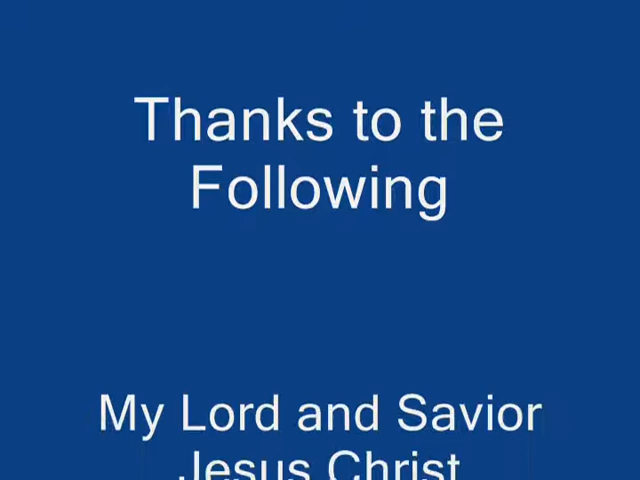 Thanks to the
Following
My Lord and Savior
Jesus Christ